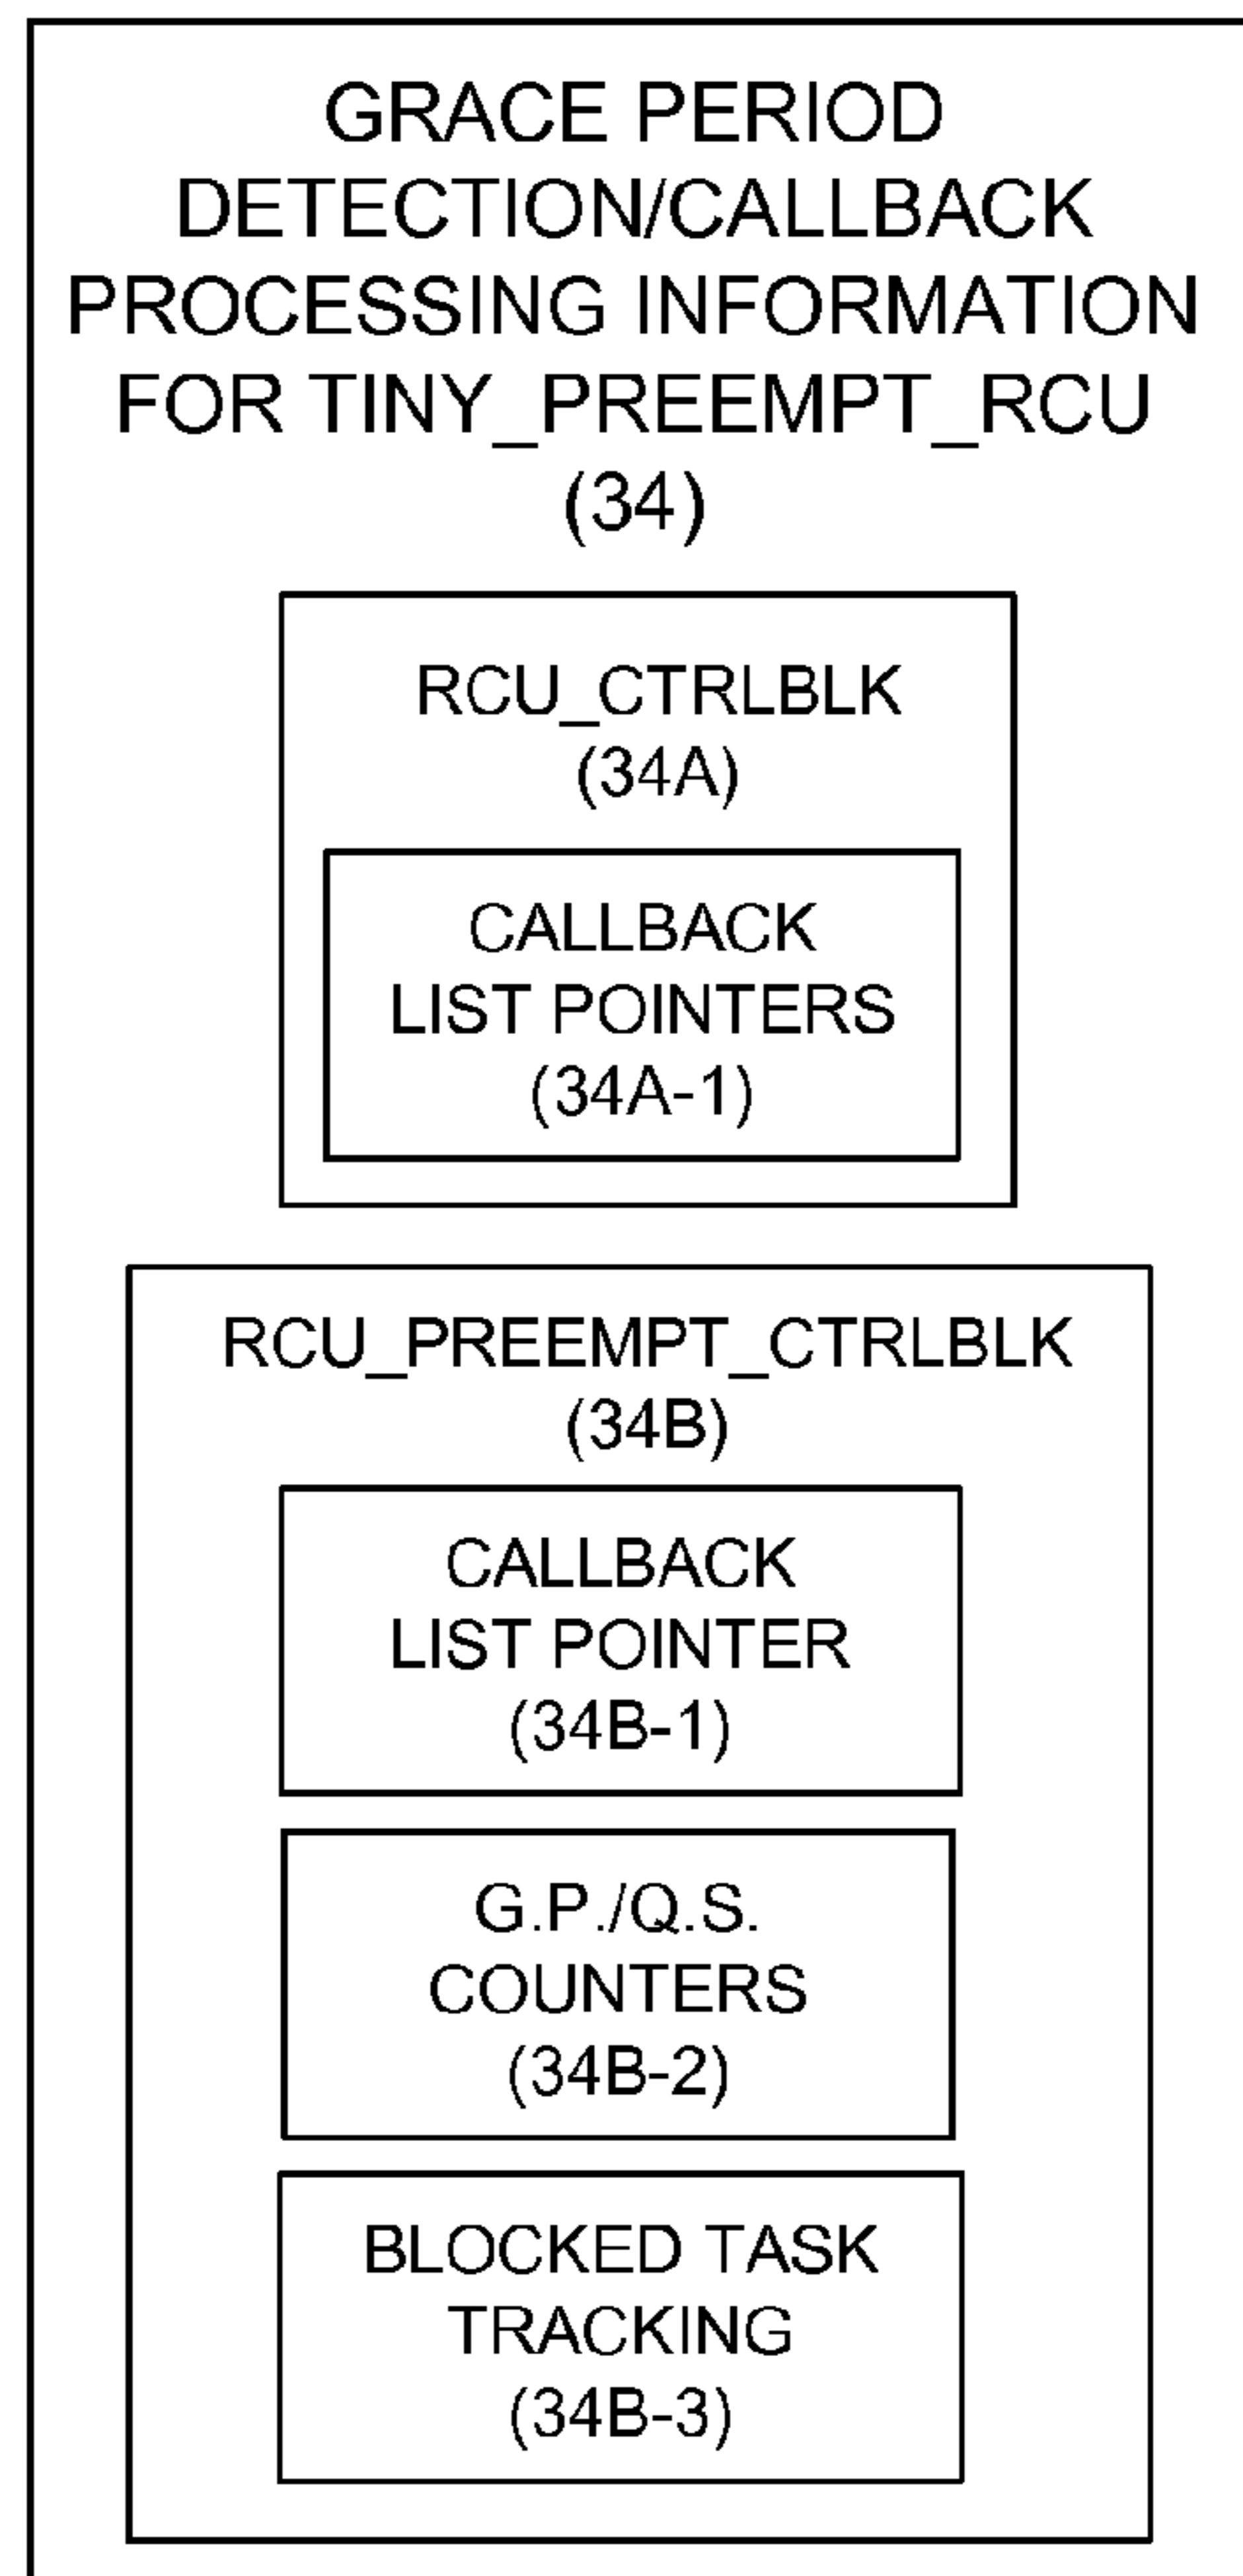 GRACE PERIOD
DETECTION/CALLBACK
PROCESSING INFORMATION
FOR TINY_PREEMPT_RCU
(34)
RCU_CTRLBLK
(34A)
CALLBACK
LIST POINTERS
(34A-1)
RCU_PREEMPT_CTRLBLK
(34B)
CALLBACK
LIST POINTER
(34B-1)
G.P./Q.S.
COUNTERS
(34B-2)
BLOCKED TASK
TRACKING
(34B-3)